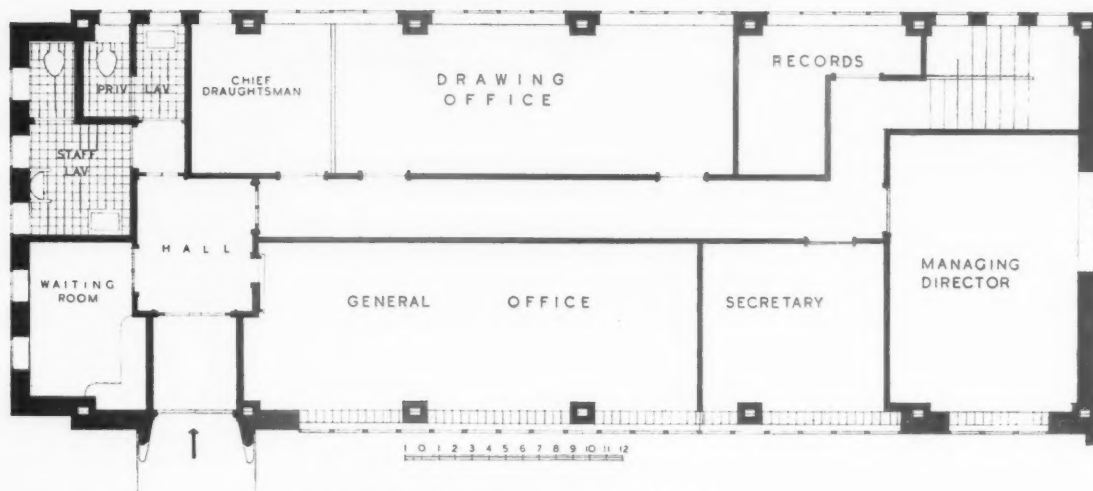 PRIV. LAV.
CHIEF
DRAUGHTSMAN
DRAWING
OFFICE
RECORDS
STAFF
LAV.
HALL
WAITING
ROOM
GENERAL OFFICE
SECRETARY
MANAGING
DIRECTOR
1 0 1 2 3 4 5 6 7 8 9 10 11 12